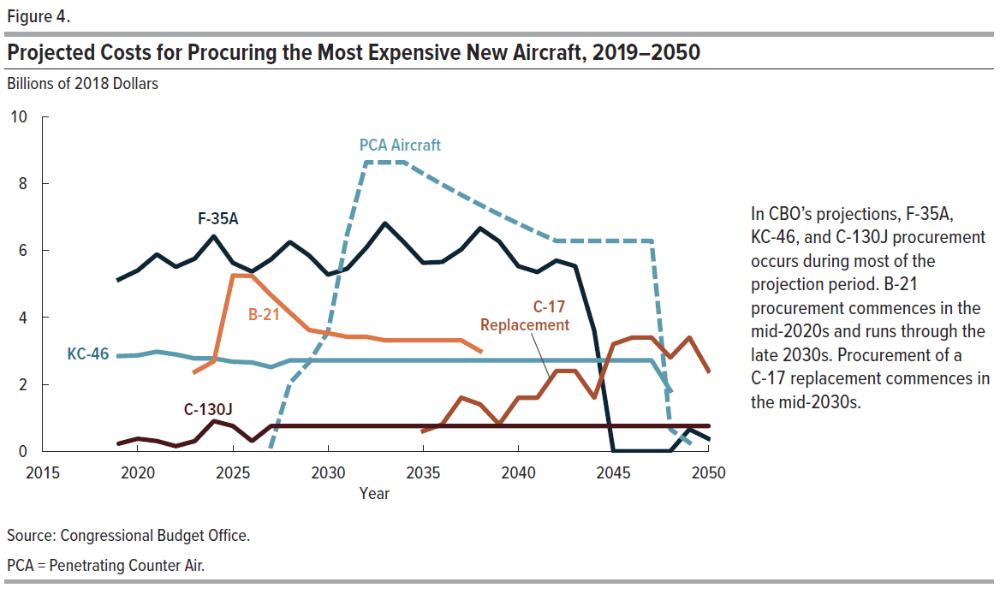 Figure 4.
Projected Costs for Procuring the Most Expensive New Aircraft, 2019–2050
Billions of 2018 Dollars
10
8
6
4
2
0
PCA Aircraft
F-35A
B-21
C-17
Replacement
KC-46
C-130J
2015
2020
2025
2030
2035
2040
2045
2050
Year
In CBO’s projections, F-35A,
KC-46, and C-130J procurement
occurs during most of the
projection period. B-21
procurement commences in the
mid-2020s and runs through the
late 2030s. Procurement of a
C-17 replacement commences in
the mid-2030s.
Source: Congressional Budget Office.
PCA = Penetrating Counter Air.